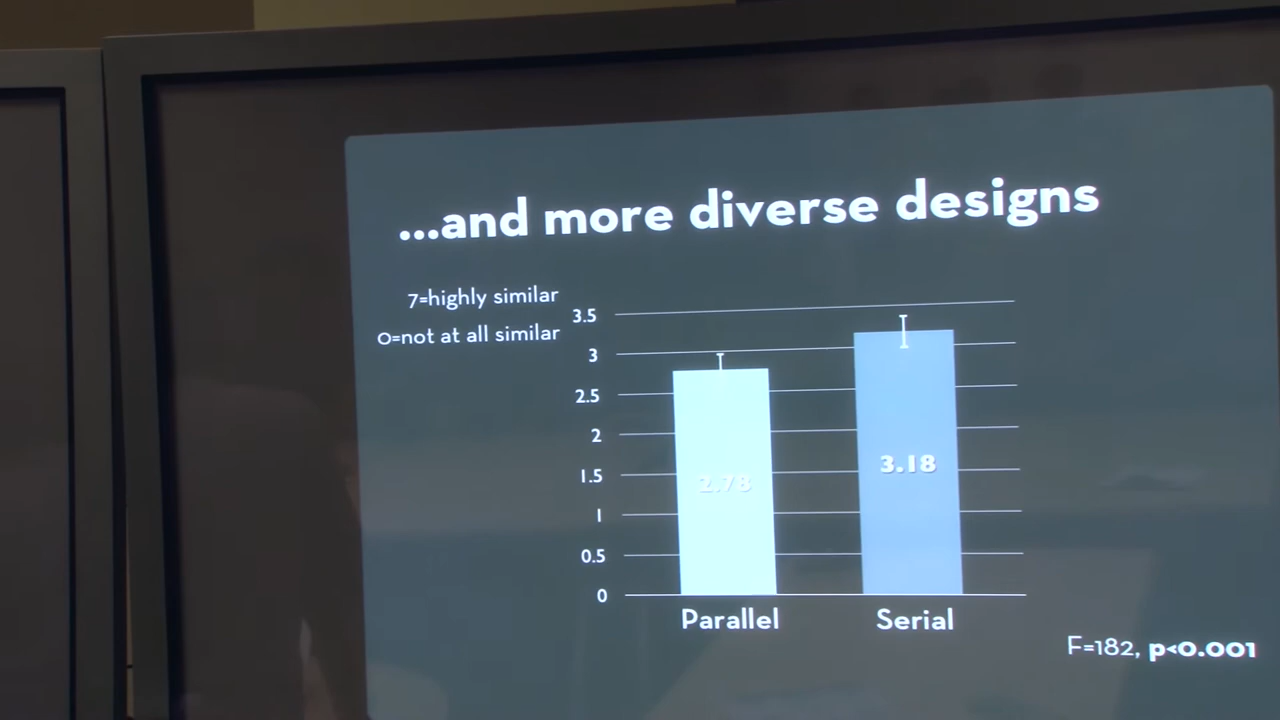 ...and more diverse designs
7=highly similar
0=not at all similar
3.5
3
2.5
2
1.5
1
0.5
0
2.78
3.18
Parallel
Serial
F=182, p<0.001